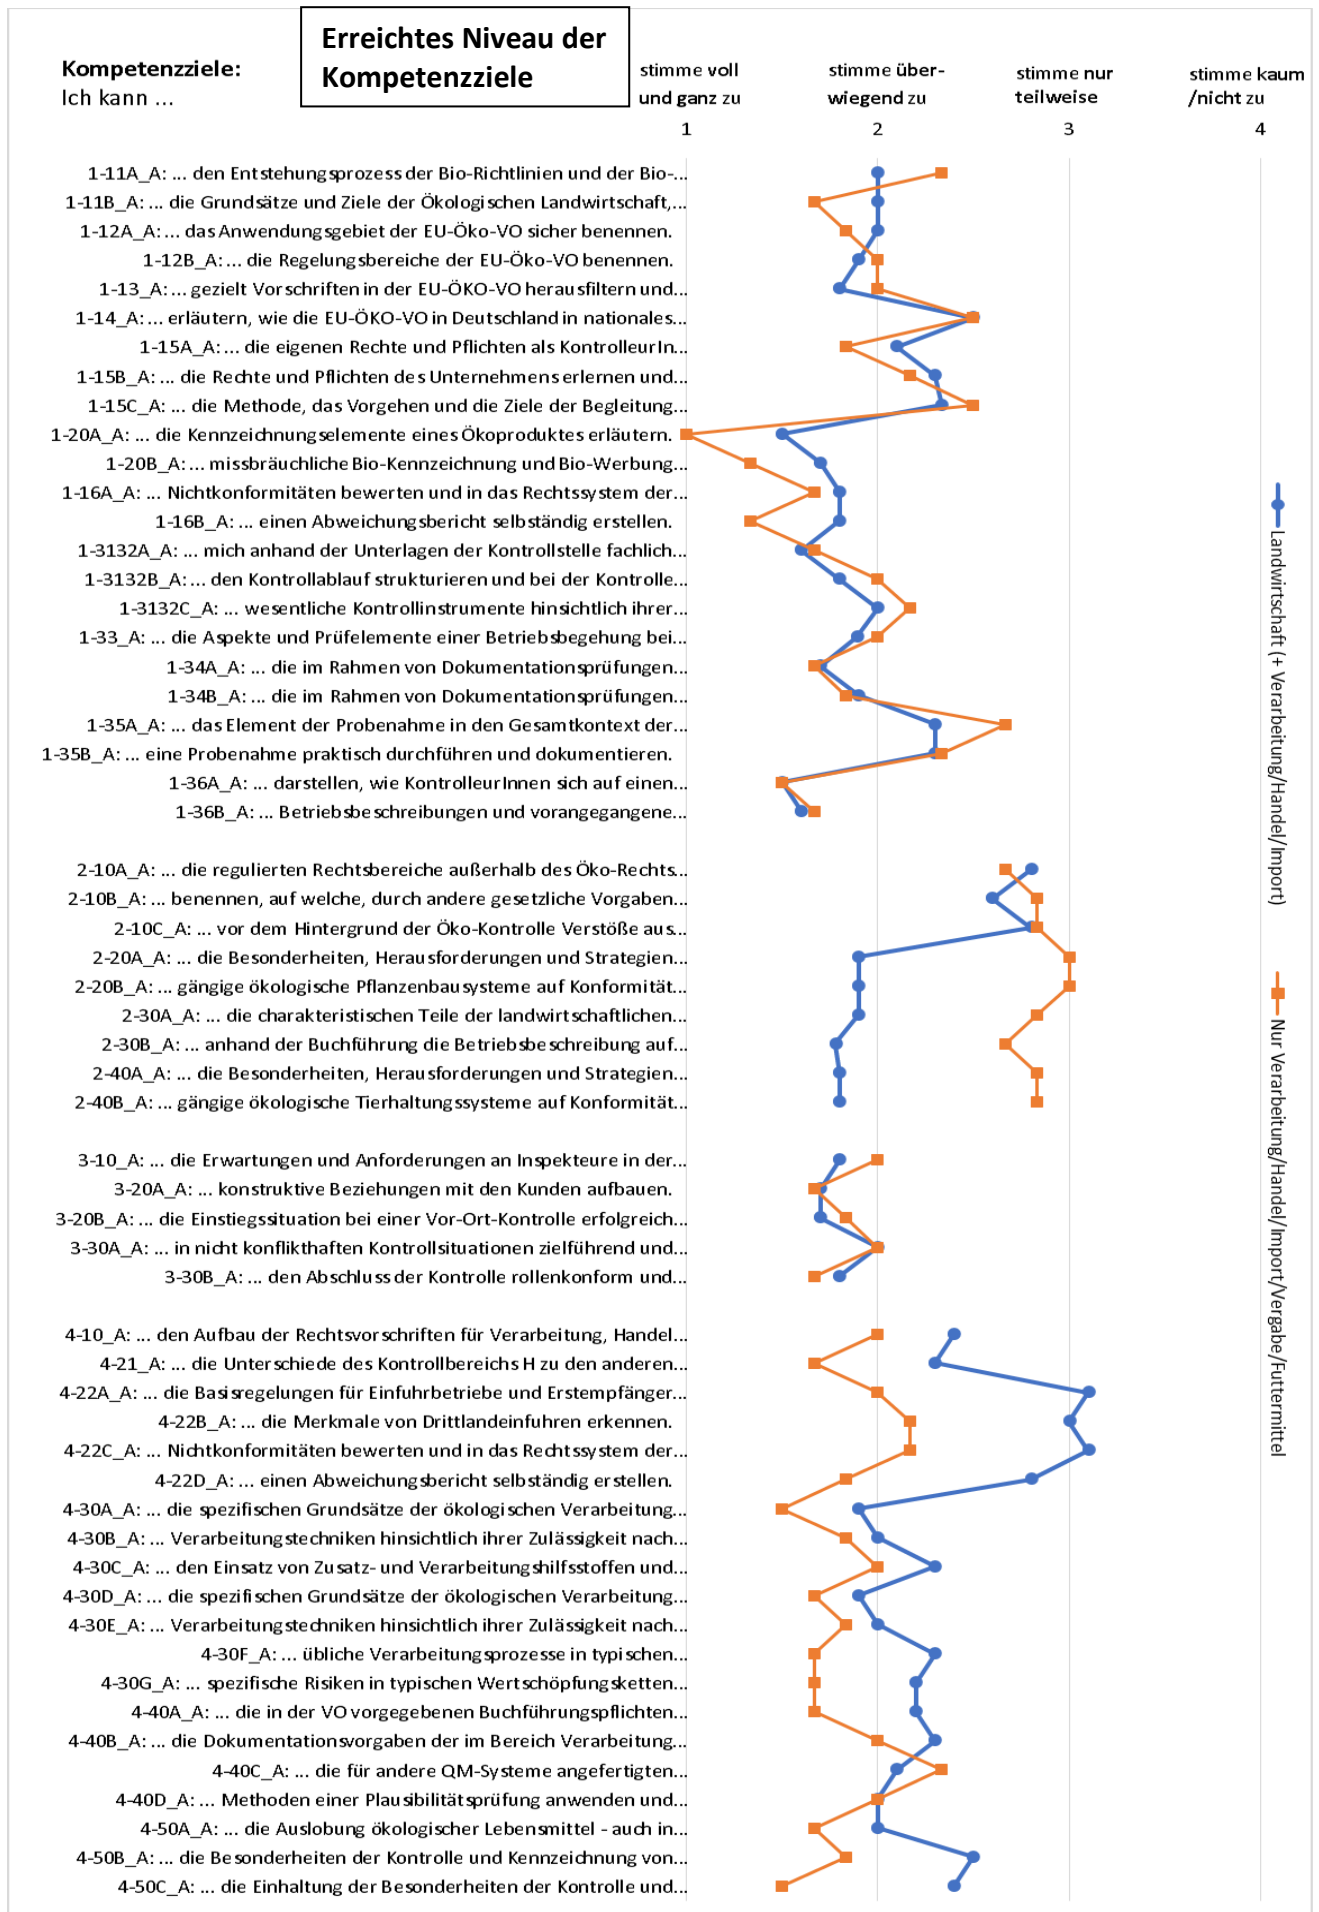 Erreichtes Niveau der
Kompetenzziele
Kompetenzziele:
Ich kann ...
stimme voll
und ganz zu
stimme über-
wiegend zu
stimme nur
teilweise
stimme kaum
/nicht zu
1
2
3
4
1-11A_A: ... den Entstehungsprozess der Bio-Richtlinien und der Bio-...
1-11B_A: ... die Grundsätze und Ziele der Ökologischen Landwirtschaft,...
1-12A_A: ... das Anwendungsgebiet der EU-Öko-VO sicher benennen.
1-12B_A: ... die Regelungsbereiche der EU-Öko-VO benennen.
1-13_A: ... gezielt Vorschriften in der EU-ÖKO-VO herausfiltern und...
1-14_A: ... erläutern, wie die EU-ÖKO-VO in Deutschland in nationales...
1-15A_A: ... die eigenen Rechte und Pflichten als KontrolleurIn...
1-15B_A: ... die Rechte und Pflichten des Unternehmens erlernen und...
1-15C_A: ... die Methode, das Vorgehen und die Ziele der Begleitung...
1-20A_A: ... die Kennzeichnungselemente eines Ökoproduktes erläutern.
1-20B_A: ... missbräuchliche Bio-Kennzeichnung und Bio-Werbung...
1-16A_A: ... Nichtkonformitäten bewerten und in das Rechtssystem der...
1-16B_A: ... einen Abweichungsbericht selbständig erstellen.
1-3132A_A: ... mich anhand der Unterlagen der Kontrollstelle fachlich...
1-3132B_A: ... den Kontrollablauf strukturieren und bei der Kontrolle...
1-3132C_A: ... wesentliche Kontrollinstrumente hinsichtlich ihrer...
1-33_A: ... die Aspekte und Prüfelemente einer Betriebsbegehung bei...
1-34A_A: ... die im Rahmen von Dokumentationsprüfungen...
1-34B_A: ... die im Rahmen von Dokumentationsprüfungen...
1-35A_A: ... das Element der Probenahme in den Gesamtkontext der...
1-35B_A: ... eine Probenahme praktisch durchführen und dokumentieren.
1-36A_A: ... darstellen, wie KontrolleurInnen sich auf einen...
1-36B_A: ... Betriebsbeschreibungen und vorangegangene...
2-10A_A: ... die regulierten Rechtsbereiche außerhalb des Öko-Rechts...
2-10B_A: ... benennen, auf welche, durch andere gesetzliche Vorgaben...
2-10C_A: ... vor dem Hintergrund der Öko-Kontrolle Verstöße aus...
2-20A_A: ... die Besonderheiten, Herausforderungen und Strategien...
2-20B_A: ... gängige ökologische Pflanzenbausysteme auf Konformität...
2-30A_A: ... die charakteristischen Teile der landwirtschaftlichen...
2-30B_A: ... anhand der Buchführung die Betriebsbeschreibung auf...
2-40A_A: ... die Besonderheiten, Herausforderungen und Strategien...
2-40B_A: ... gängige ökologische Tierhaltungssysteme auf Konformität...
3-10_A: ... die Erwartungen und Anforderungen an Inspekteure in der...
3-20A_A: ... konstruktive Beziehungen mit den Kunden aufbauen.
3-20B_A: ... die Einstiegssituation bei einer Vor-Ort-Kontrolle erfolgreich...
3-30A_A: ... in nicht konflikthaften Kontrollsituationen zielführend und...
3-30B_A: ... den Abschluss der Kontrolle rollenkonform und...
4-10_A: ... den Aufbau der Rechtsvorschriften für Verarbeitung, Handel...
4-21_A: ... die Unterschiede des Kontrollbereichs H zu den anderen...
4-22A_A: ... die Basisregelungen für Einfuhrbetriebe und Erstempfänger...
4-22B_A: ... die Merkmale von Drittlandeinfuhren erkennen.
4-22C_A: ... Nichtkonformitäten bewerten und in das Rechtssystem der...
4-22D_A: ... einen Abweichungsbericht selbständig erstellen.
4-30A_A: ... die spezifischen Grundsätze der ökologischen Verarbeitung...
4-30B_A: ... Verarbeitungstechniken hinsichtlich ihrer Zulässigkeit nach...
4-30C_A: ... den Einsatz von Zusatz- und Verarbeitungshilfsstoffen und...
4-30D_A: ... die spezifischen Grundsätze der ökologischen Verarbeitung...
4-30E_A: ... Verarbeitungstechniken hinsichtlich ihrer Zulässigkeit nach...
4-30F_A: ... übliche Verarbeitungsprozesse in typischen...
4-30G_A: ... spezifische Risiken in typischen Wertschöpfungsketten...
4-40A_A: ... die in der VO vorgegebenen Buchführungspflichten...
4-40B_A: ... die Dokumentationsvorgaben der im Bereich Verarbeitung...
4-40C_A: ... die für andere QM-Systeme angefertigten...
4-40D_A: ... Methoden einer Plausibilitätsprüfung anwenden und...
4-50A_A: ... die Auslobung ökologischer Lebensmittel - auch in...
4-50B_A: ... die Besonderheiten der Kontrolle und Kennzeichnung von...
4-50C_A: ... die Einhaltung der Besonderheiten der Kontrolle und...
Landwirtschaft (+ Verarbeitung/Handel/Import)
Nur Verarbeitung/Handel/Import/Vergabe/Futtermittel